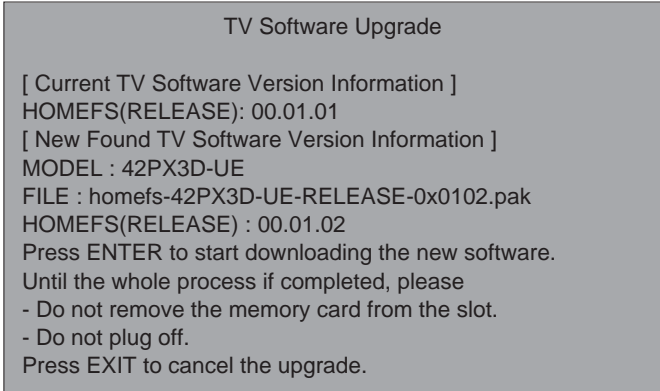 TV Software Upgrade
[ Current TV Software Version Information ]
HOMEFS(RELEASE): 00.01.01
[ New Found TV Software Version Information ]
MODEL : 42PX3D-UE
FILE : homefs-42PX3D-UE-RELEASE-0x0102.pak
HOMEFS(RELEASE) : 00.01.02
Press ENTER to start downloading the new software.
Until the whole process if completed, please
- Do not remove the memory card from the slot.
- Do not plug off.
Press EXIT to cancel the upgrade.